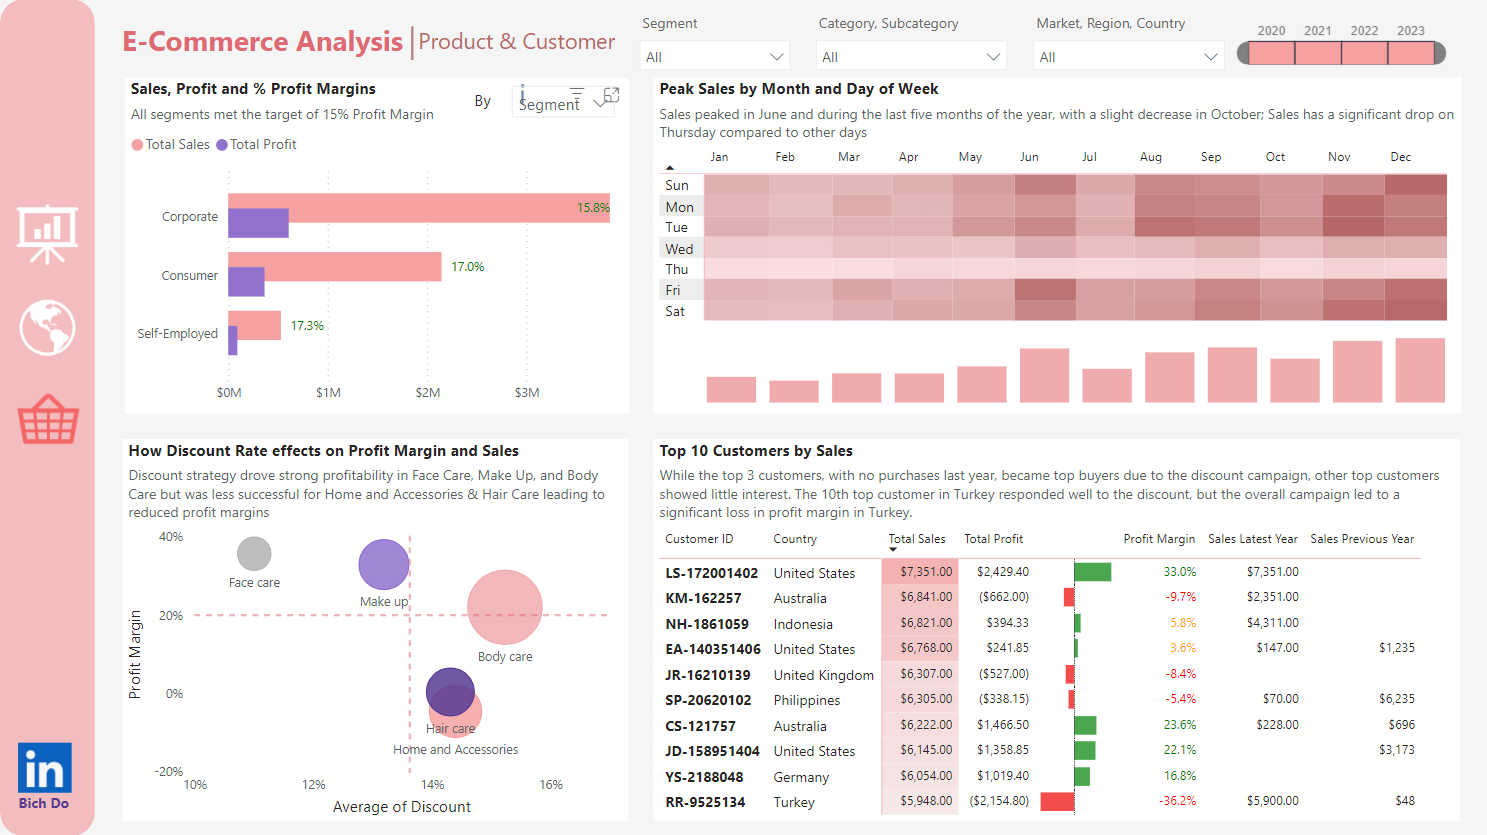 E-Commerce Analysis | Product & Customer
Segment
All
Category, Subcategory
All
Market, Region, Country
All
2020 2021 2022 2023
Sales, Profit and % Profit Margins
All segments met the target of 15% Profit Margin
By
Segment
Total Sales Total Profit
Corporate
15.8%
Consumer
17.0%
Self-Employed
17.3%
$0M $1M $2M $3M
Peak Sales by Month and Day of Week
Sales peaked in June and during the last five months of the year, with a slight decrease in October; Sales has a significant drop on
Thursday compared to other days
Jan Feb Mar Apr May Jun Jul Aug Sep Oct Nov Dec
Sun
Mon
Tue
Wed
Thu
Fri
Sat
How Discount Rate effects on Profit Margin and Sales
Discount strategy drove strong profitability in Face Care, Make Up, and Body
Care but was less successful for Home and Accessories & Hair Care leading to
reduced profit margins
Profit Margin
40%
20%
0%
-20%
Face care
Make up
Body care
Hair care
Home and Accessories
10% 12% 14% 16%
Average of Discount
Top 10 Customers by Sales
While the top 3 customers, with no purchases last year, became top buyers due to the discount campaign, other top customers
showed little interest. The 10th top customer in Turkey responded well to the discount, but the overall campaign led to a
significant loss in profit margin in Turkey.
Customer ID Country Total Sales Total Profit Profit Margin Sales Latest Year Sales Previous Year
LS-172001402 United States $7,351.00 $2,429.40 33.0% $7,351.00
KM-162257 Australia $6,841.00 ($662.00) -9.7% $2,351.00
NH-1861059 Indonesia $6,821.00 $394.33 5.8% $4,311.00
EA-140351406 United States $6,768.00 $241.85 3.6% $147.00 $1,235
JR-16210139 United Kingdom $6,307.00 ($527.00) -8.4%
SP-20620102 Philippines $6,305.00 ($338.15) -5.4% $70.00 $6,235
CS-121757 Australia $6,222.00 $1,466.50 23.6% $228.00 $696
JD-158951404 United States $6,145.00 $1,358.85 22.1% $3,173
YS-2188048 Germany $6,054.00 $1,019.40 16.8%
RR-9525134 Turkey $5,948.00 ($2,154.80) -36.2% $5,900.00 $48
in
Bich Do